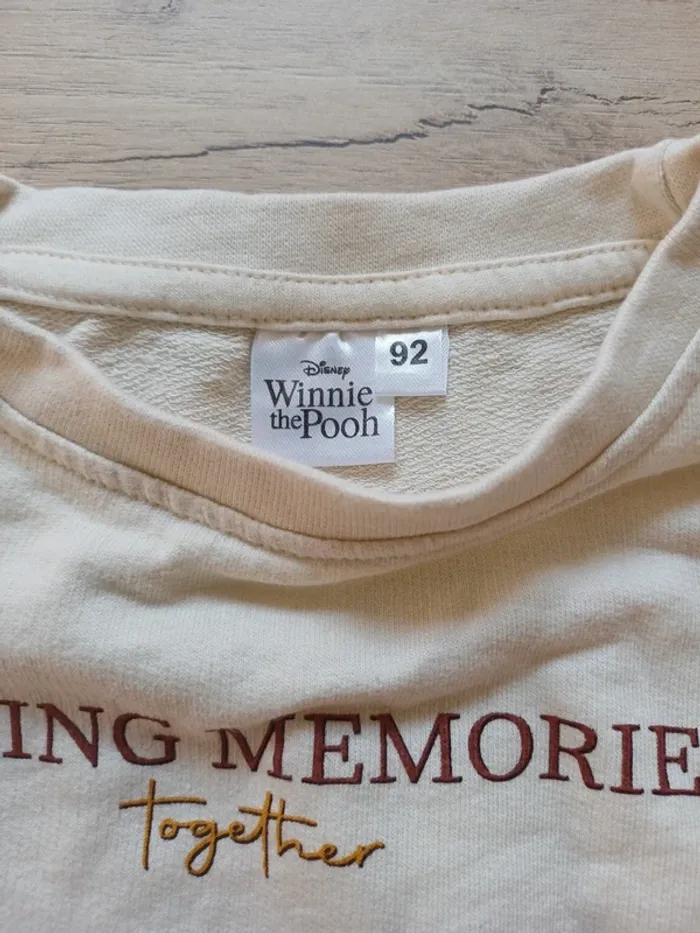 Disney
Winnie
the Pooh
92
ING MEMORIE
together